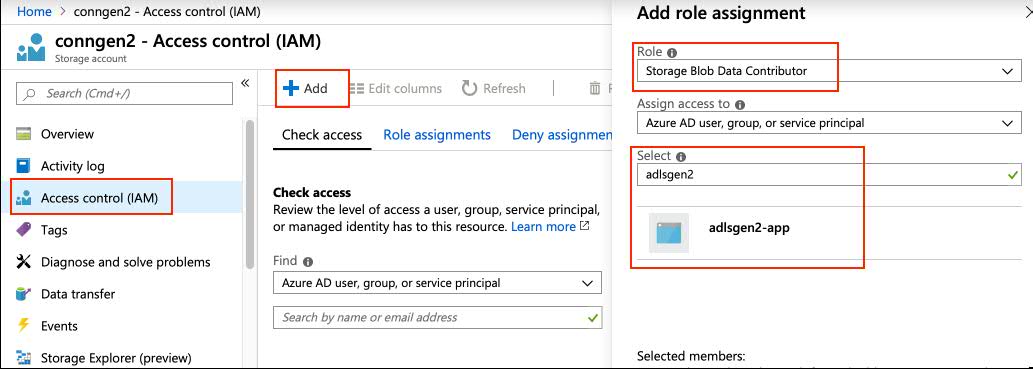 Home > conngen2 - Access control (IAM)
conngen2 - Access control (IAM)
Storage account
Search (Cmd+/)
«
Overview
Activity log
Access control (IAM)
Tags
Diagnose and solve problems
Data transfer
Events
Storage Explorer (preview)
+ Add
Edit columns
Refresh
Check access
Role assignments
Deny assignmen
Check access
Review the level of access a user, group, service principal,
or managed identity has to this resource. Learn more
Find
Azure AD user, group, or service principal
Search by name or email address
Add role assignment
Role
Storage Blob Data Contributor
Assign access to
Azure AD user, group, or service principal
Select
adlsgen2
adlsgen2-app
Selected members: